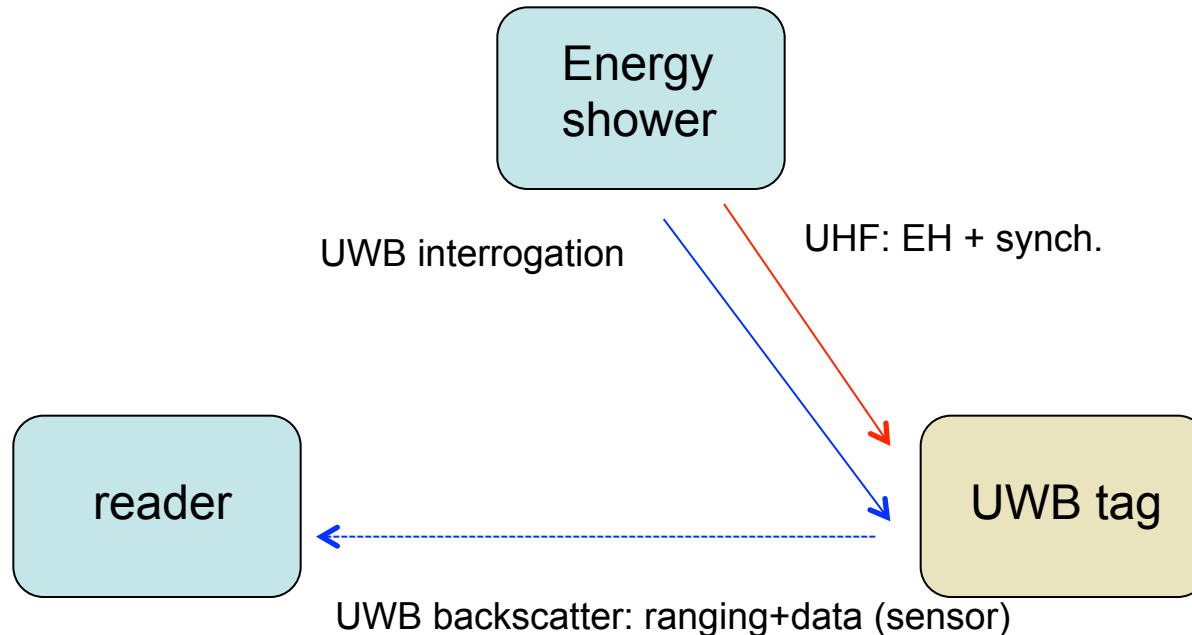 Energy
shower
UWB interrogation
UHF: EH + synch.
reader
UWB tag
UWB backscatter: ranging+data (sensor)